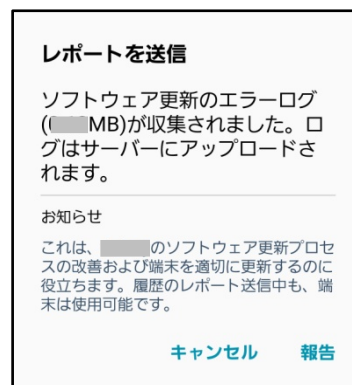 レポートを送信
ソフトウェア更新のエラーログ
(MB)が収集されました。ロ
グはサーバーにアップロードさ
れます。
お知らせ
これは、のソフトウェア更新プロセ
スの改善および端末を適切に更新するのに
役立ちます。履歴のレポート送信中も、端
末は使用可能です。
キャンセル 報告